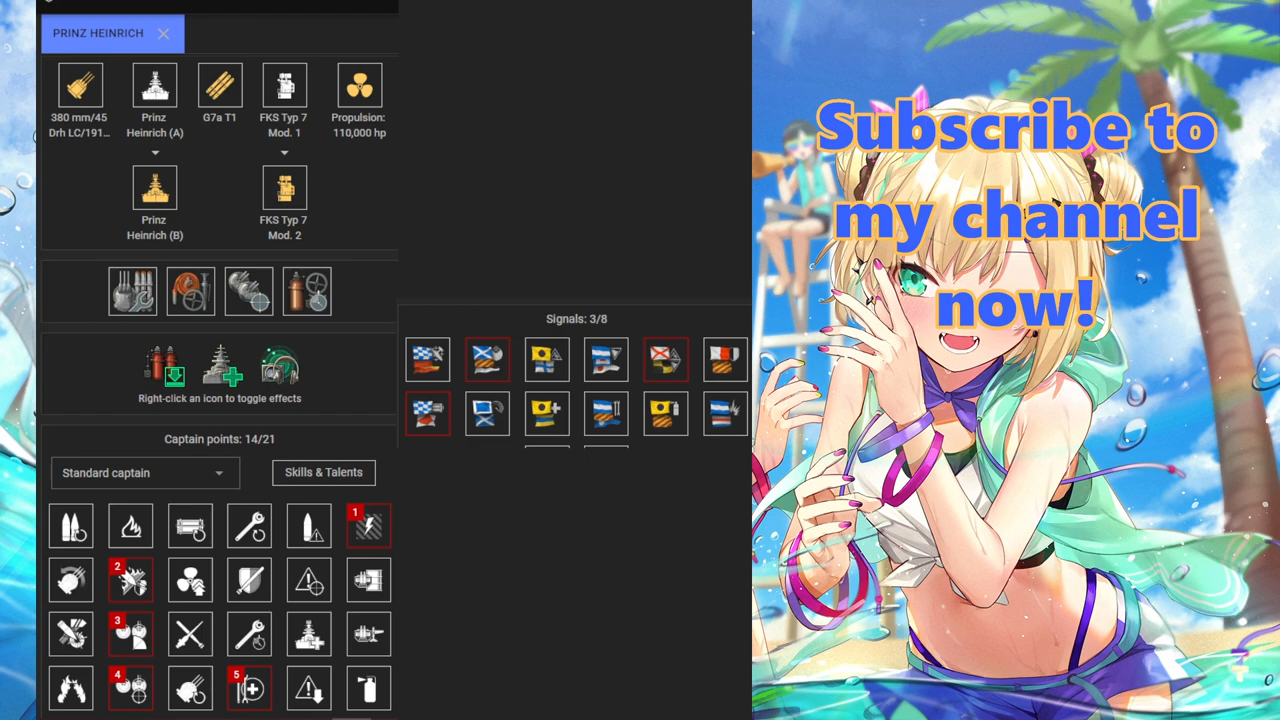 PRINZ HEINRICH
380 mm/45
Drh LC/191...
Prinz
Heinrich (A)
G7a T1
FKS Typ 7
Mod. 1
Propulsion:
110,000 hp
Prinz
Heinrich (B)
FKS Typ 7
Mod. 2
Right-click an icon to toggle effects
Captain points: 14/21
Standard captain
Skills & Talents
1
2
3
4
5
Signals: 3/8
Subscribe to
my channel
now!